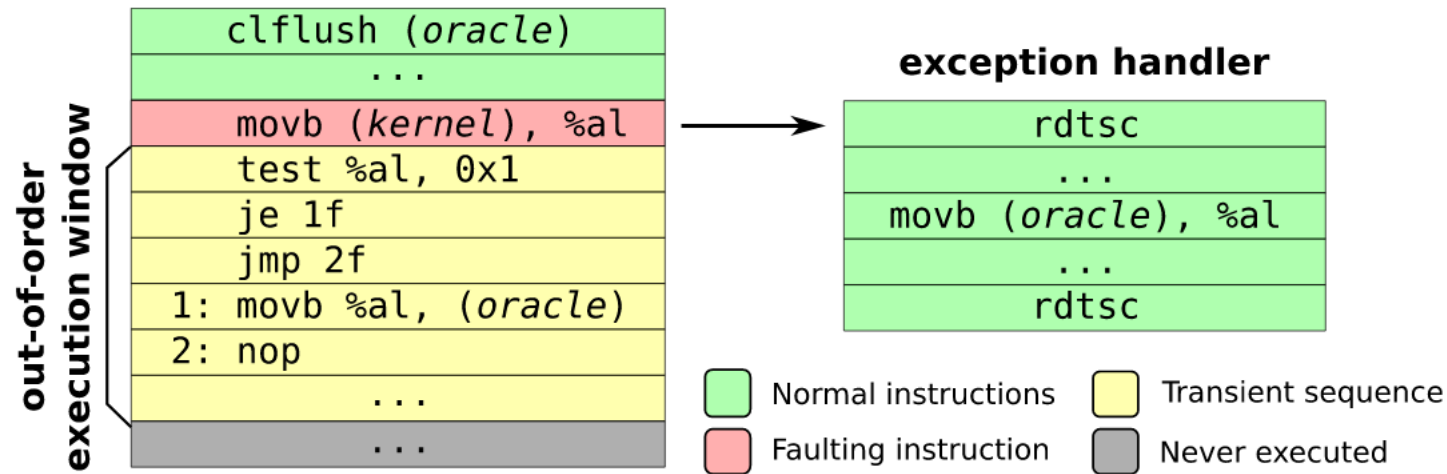 out-of-order
execution window
clflush (oracle)
...
movb (kernel), %al
test %al, 0x1
je 1f
jmp 2f
1: movb %al, (oracle)
2: nop
...
...
exception handler
rdtsc
...
movb (oracle), %al
...
rdtsc
Normal instructions
Transient sequence
Faulting instruction
Never executed